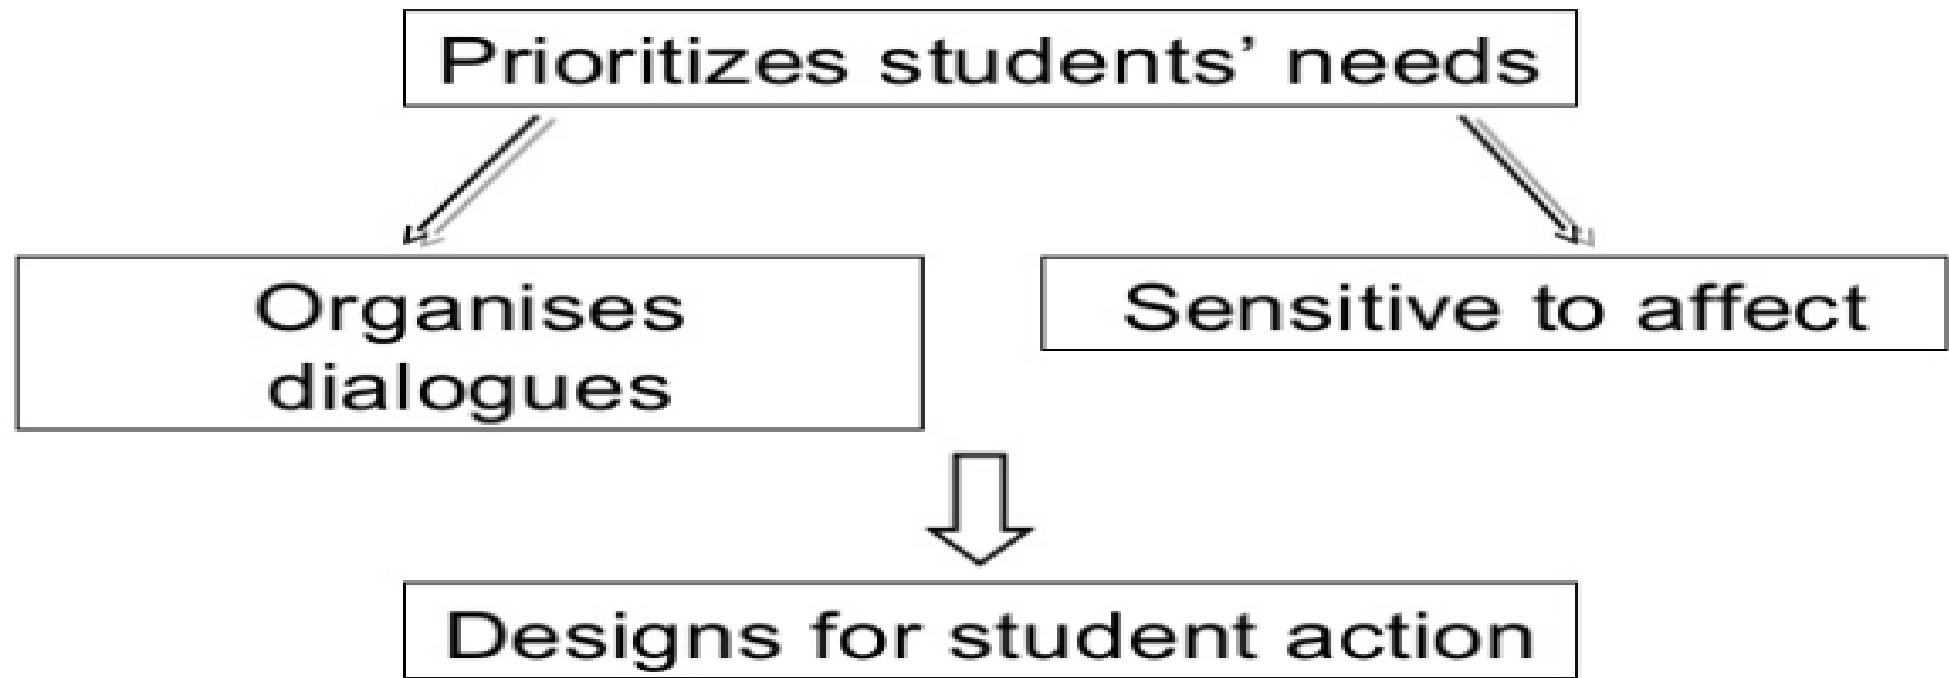 Prioritizes students’ needs
Organises
dialogues
Sensitive to affect
Designs for student action